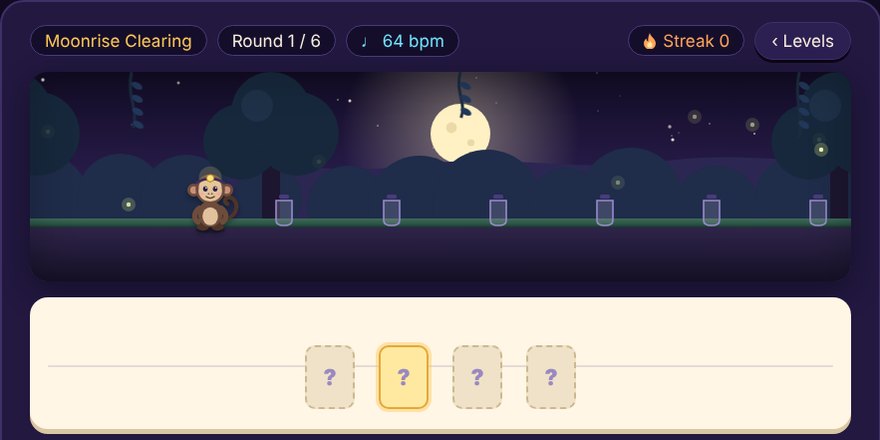 Moonrise Clearing Round 1 / 6 ♩ 64 bpm 🔥 Streak 0 ‹ Levels
? ? ? ?